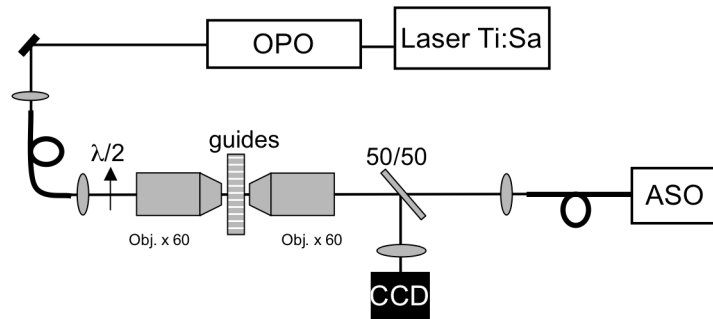 OPO
Laser Ti:Sa
guides
λ/2
50/50
ASO
Obj. x 60
Obj. x 60
CCD